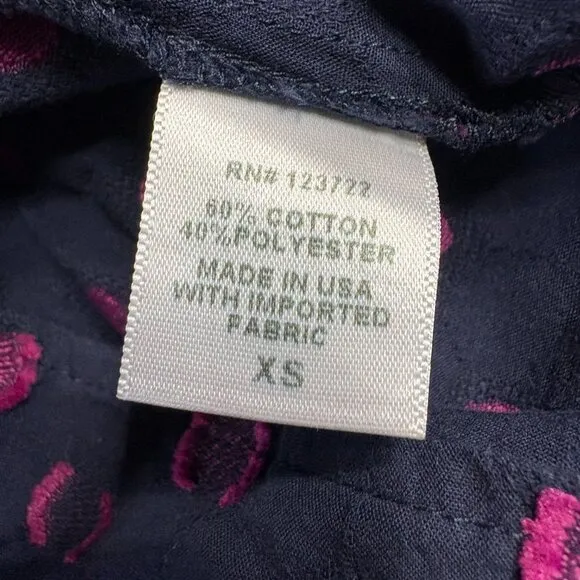 RN# 123722
60% COTTON
40%POLYESTER
MADE IN USA
WITH IMPORTED
FABRIC
XS